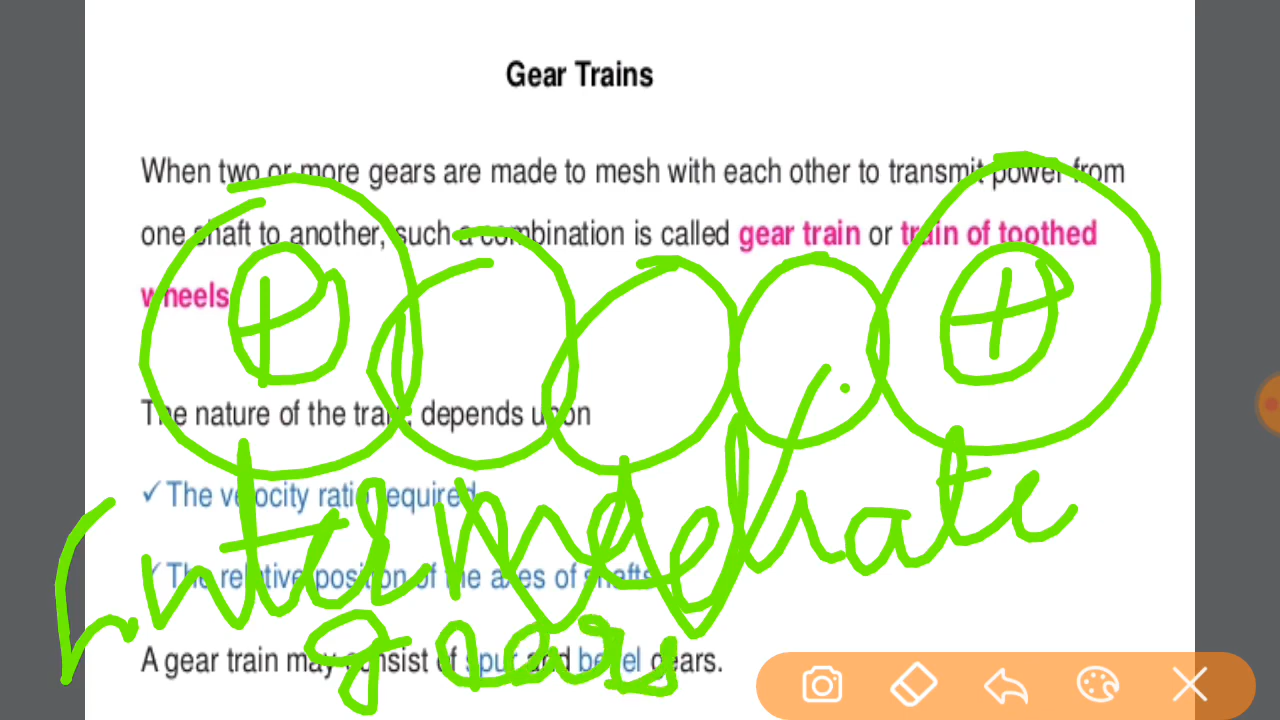 Gear Trains
When two or more gears are made to mesh with each other to transmit power from
one shaft to another, such a combination is called gear train or train of toothed
wheels
The nature of the train depends upon
✓ The velocity ratio required
✓ The relative position of the axes of shafts
Intermediate
gears
A gear train may consist of spur and bevel gears.